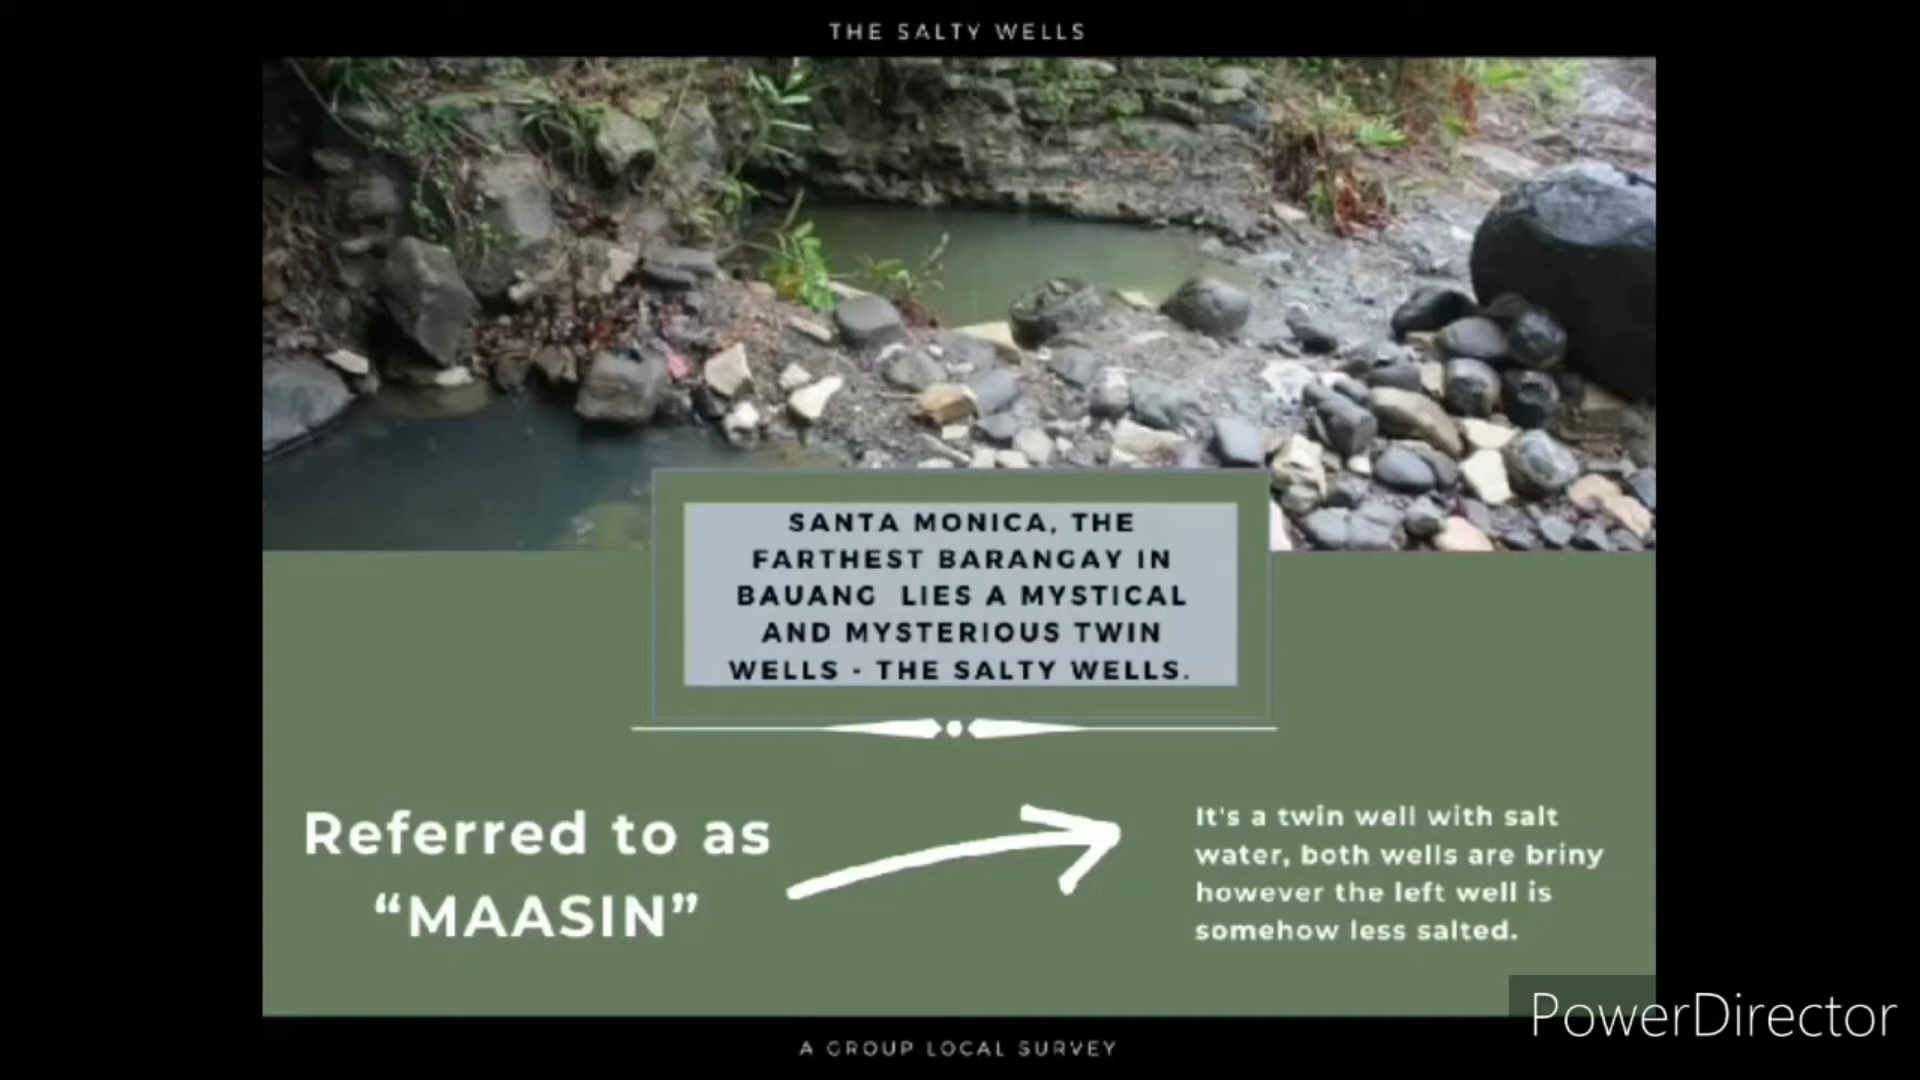 THE SALTY WELLS
SANTA MONICA, THE
FARTHEST BARANGAY IN
BAUANG LIES A MYSTICAL
AND MYSTERIOUS TWIN
WELLS - THE SALTY WELLS.
Referred to as
“MAASIN”
It's a twin well with salt
water, both wells are briny
however the left well is
somehow less salted.
PowerDirector
A GROUP LOCAL SURVEY